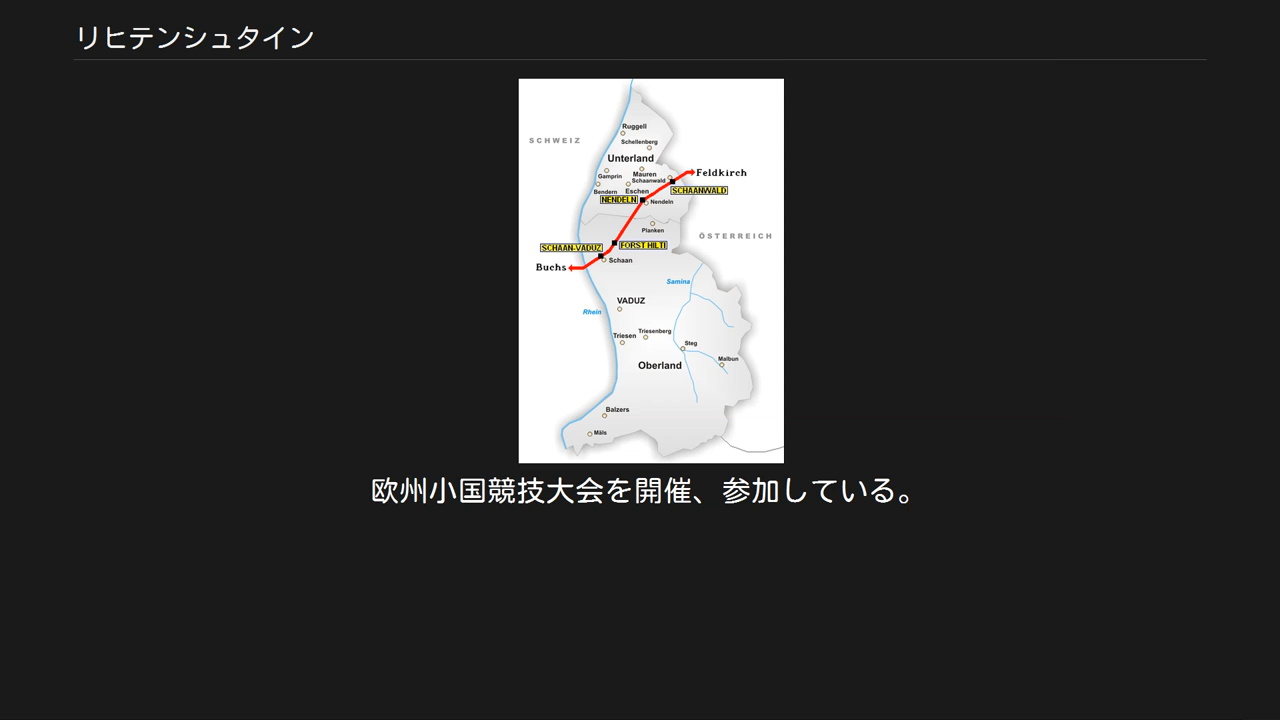 リヒテンシュタイン
Ruggell
SCHWEIZ
Schellenberg
Unterland
Feldkirch
Gamprin
Mauren
Schaanwald
SCHAANWALD
Bendern
Eschen
NENDELN
Nendeln
Planken
ÖSTERREICH
SCHAAN-VADUZ
FORST HILTI
Schaan
Buchs
Samina
VADUZ
Rhein
Triesenberg
Triesen
Steg
Malbun
Oberland
Balzers
Mäls
欧州小国競技大会を開催、参加している。